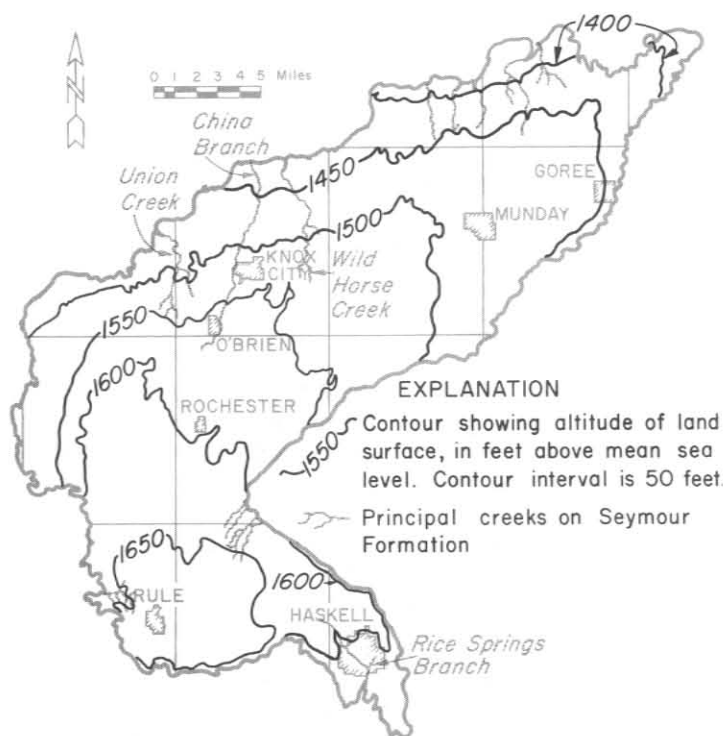 1400
N
0 1 2 3 4 5 Miles
China
Branch
Union
Creek
1450
GOREE
MUNDAY
1500
KNOX
CITY
Wild
Horse
Creek
1550
O'BRIEN
1600
ROCHESTER
EXPLANATION
1550
Contour showing altitude of land
surface, in feet above mean sea
level. Contour interval is 50 feet.
Principal creeks on Seymour
Formation
1650
RULE
1600
HASKELL
Rice Springs
Branch